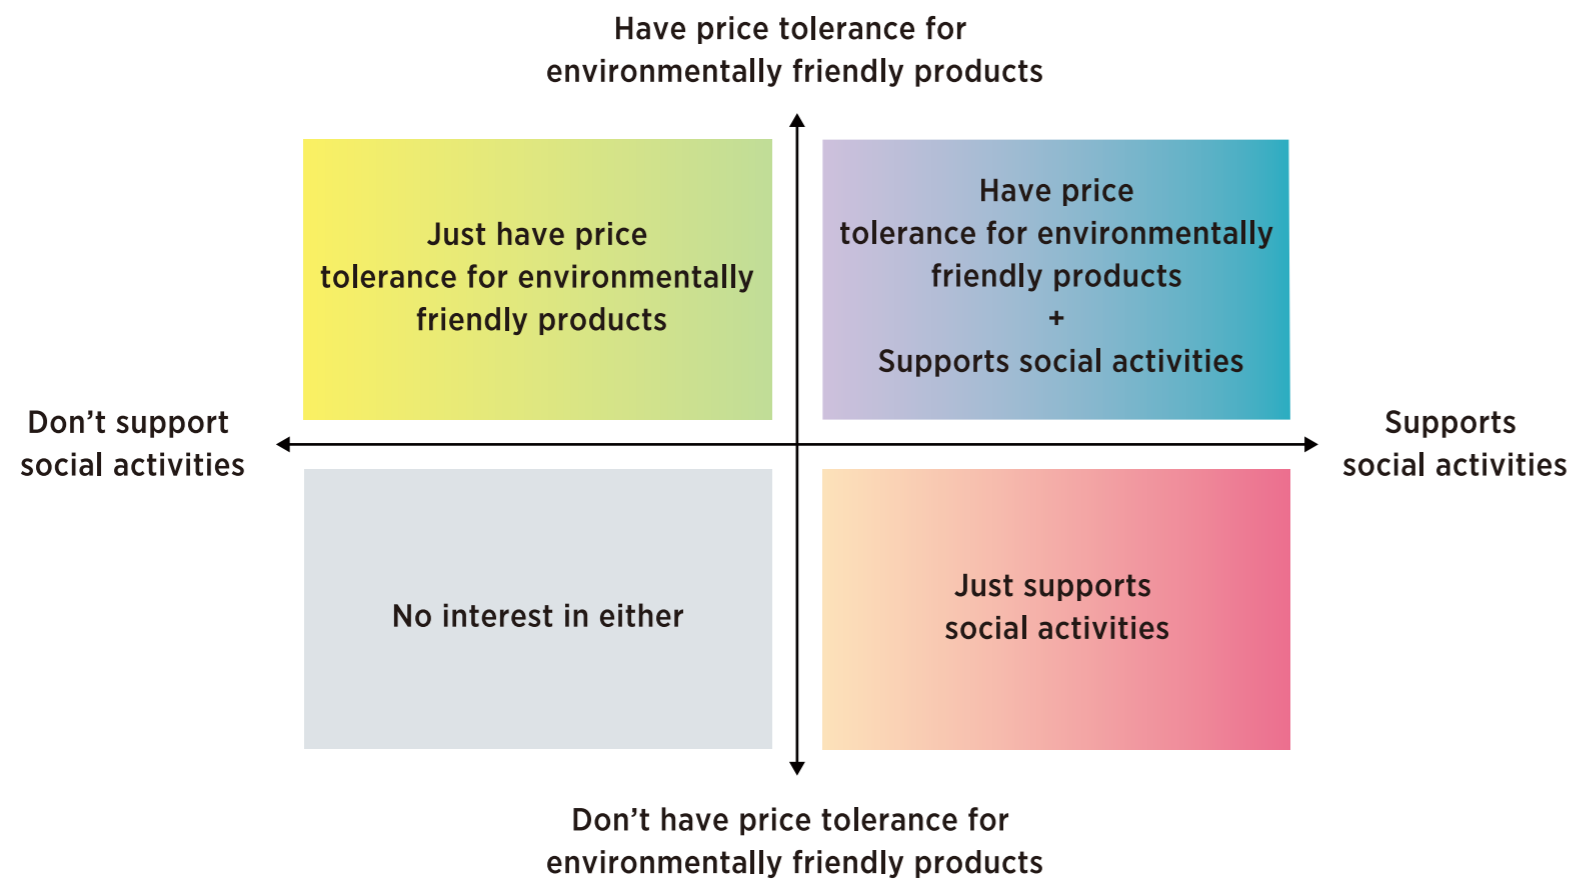 Have price tolerance for
environmentally friendly products
Just have price
tolerance for environmentally
friendly products
Have price
tolerance for environmentally
friendly products
+
Supports social activities
Don’t support
social activities
Supports
social activities
No interest in either
Just supports
social activities
Don’t have price tolerance for
environmentally friendly products